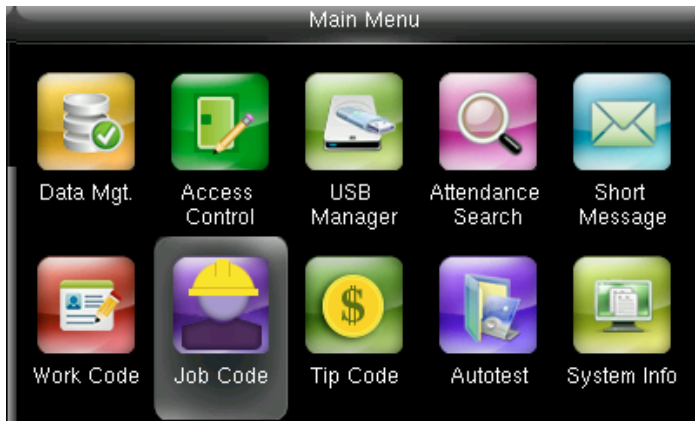 Main Menu
Data Mgt.
Access
Control
USB
Manager
Attendance
Search
Short
Message
Work Code
Job Code
Tip Code
Autotest
System Info